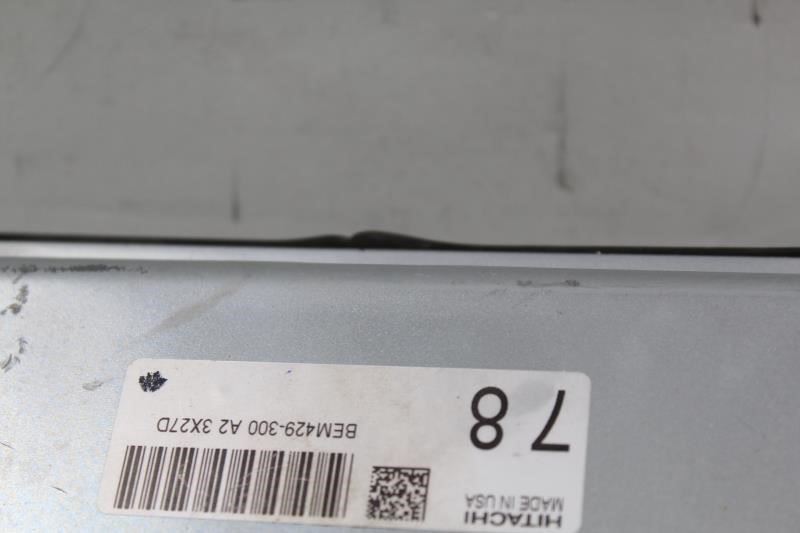 HITACHI
MADE IN USA
78
BEM429-300 A2 3X27D